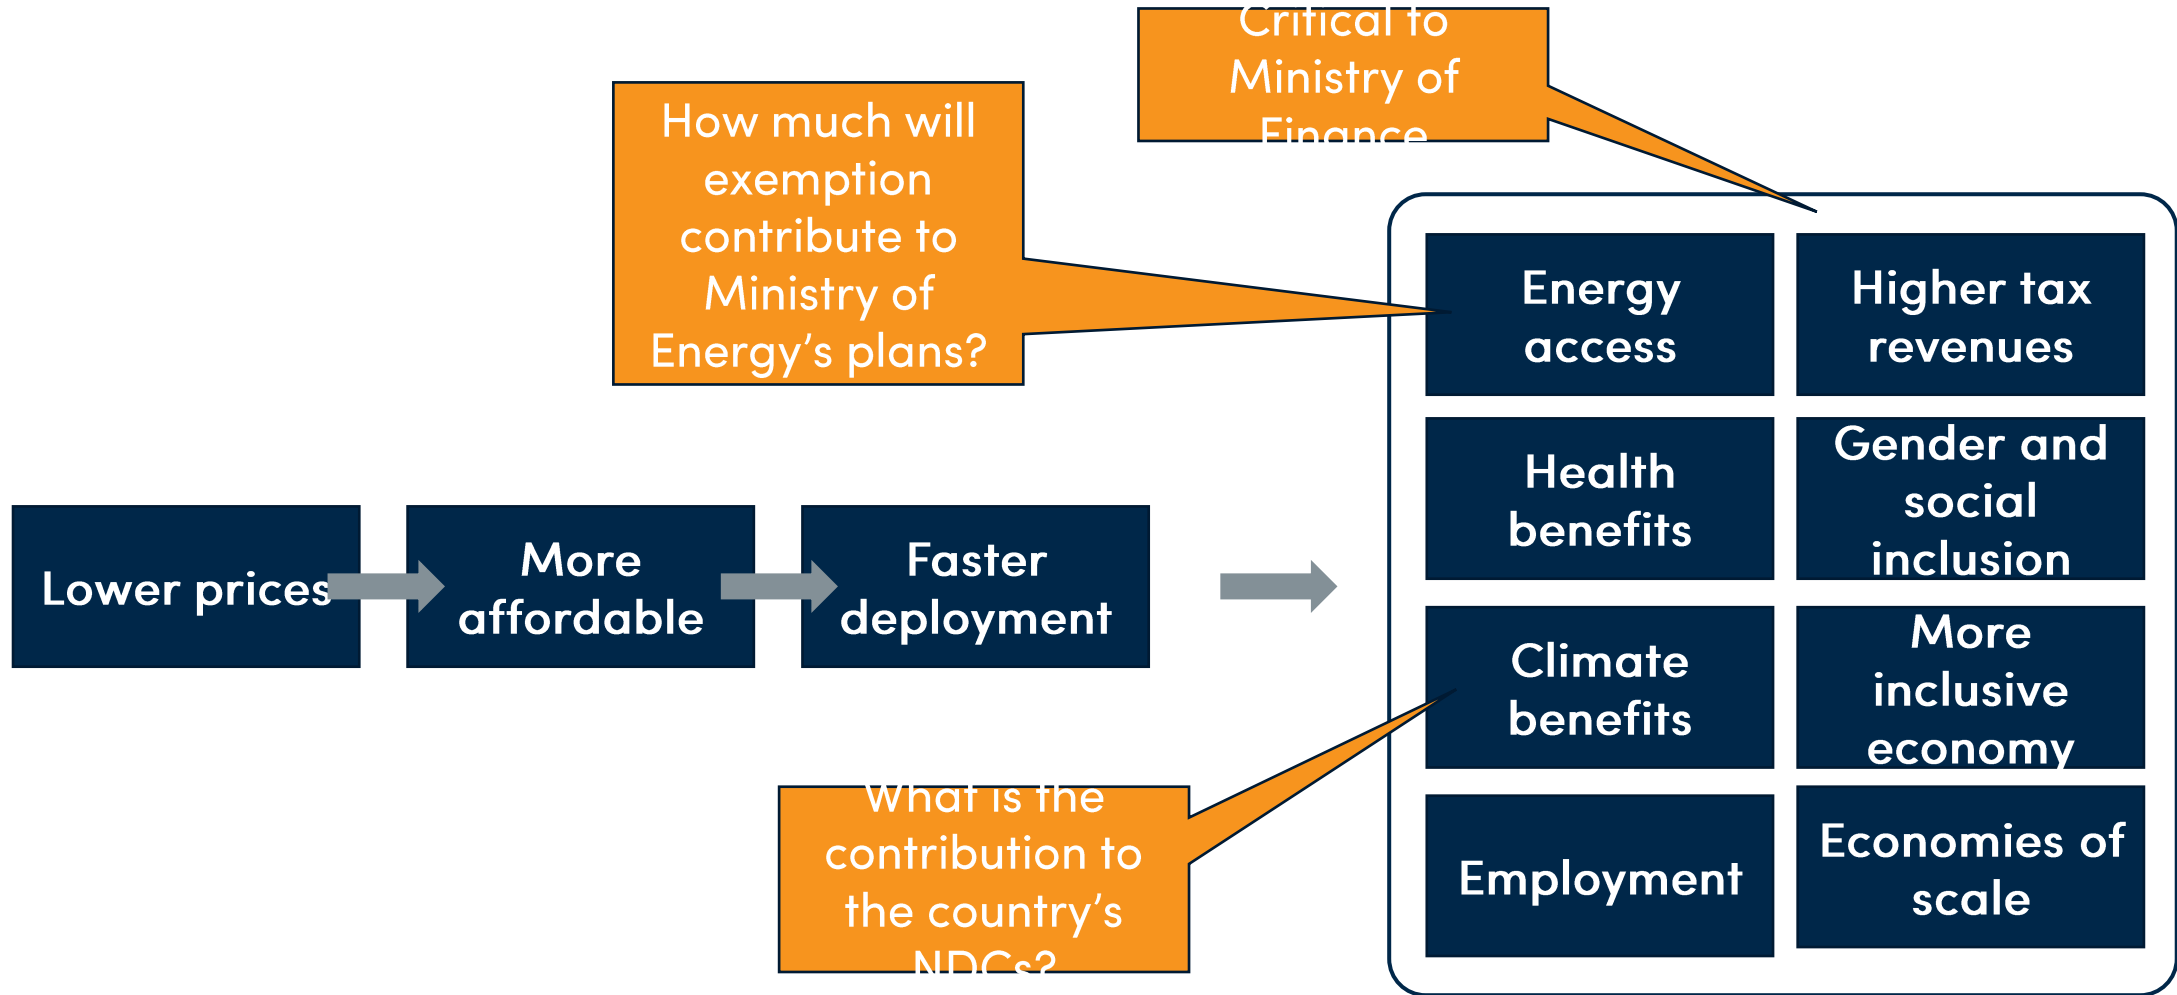 Critical to
Ministry of
Finance
How much will
exemption
contribute to
Ministry of
Energy’s plans?
Energy
access
Higher tax
revenues
Health
benefits
Gender and
social
inclusion
Lower prices
More
affordable
Faster
deployment
Climate
benefits
More
inclusive
economy
What is the
contribution to
the country’s
NDCs?
Employment
Economies of
scale